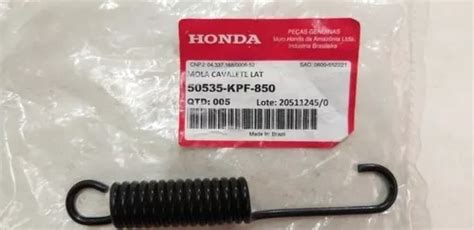 HONDA
PEÇAS GENUINAS
Moto Honda da Amazônia Ltda.
Indústria Brasileira
MOLA CAVALETE LAT
50535-KPF-850
QTD: 005
Lote: 20511245/0
Made in Brazil